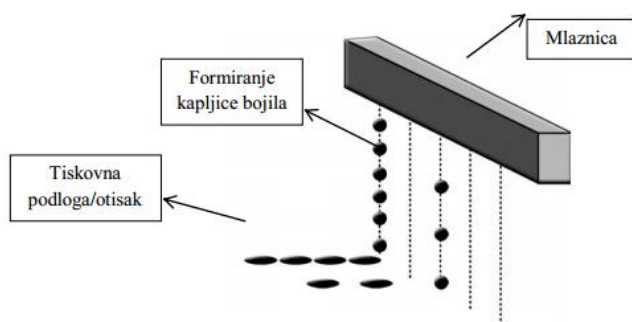 Mlaznica
Formiranje
kapljice bojila
Tiskovna
podloga/otisak